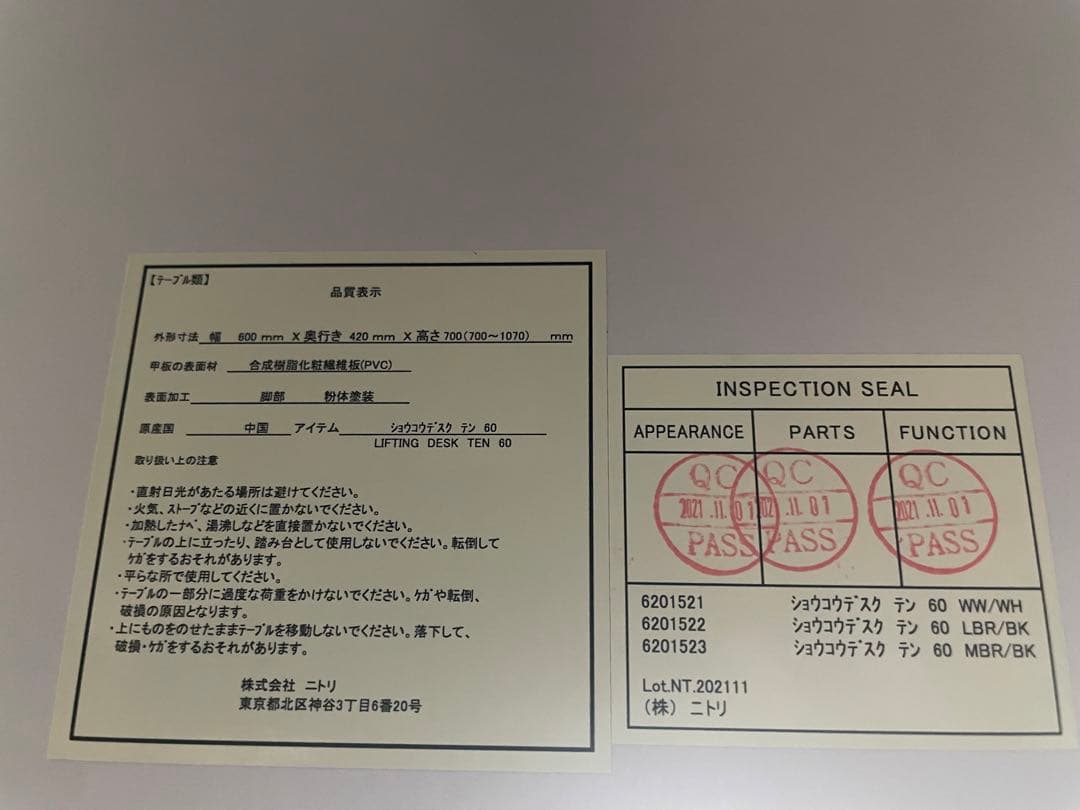 【ﾃｰﾌﾞﾙ類】
品質表示
外形寸法 幅 600 mm X 奥行き 420 mm X 高さ 700(700～1070) mm
甲板の表面材 合成樹脂化粧繊維板(PVC)
表面加工 脚部 粉体塗装
原産国 中国 アイテム ｼｮｳｺｳﾃﾞｽｸ ﾃﾝ 60
LIFTING DESK TEN 60
取り扱い上の注意
・直射日光があたる場所は避けてください。
・火気、ｽﾄｰﾌﾞなどの近くに置かないでください。
・加熱したﾅﾍﾞ、湯沸しなどを直接置かないでください。
・ﾃｰﾌﾞﾙの上に立ったり、踏み台として使用しないでください。転倒して
ｹｶﾞをするおそれがあります。
・平らな所で使用してください。
・ﾃｰﾌﾞﾙの一部分に過度な荷重をかけないでください。ｹｶﾞや転倒、
破損の原因となります。
・上にものをのせたままﾃｰﾌﾞﾙを移動しないでください。落下して、
破損・ｹｶﾞをするおそれがあります。
株式会社 ニトリ
東京都北区神谷3丁目6番20号
INSPECTION SEAL
APPEARANCE PARTS FUNCTION
QC QC QC
2021.11.01 2021.11.01 2021.11.01
PASS PASS PASS
6201521 ｼｮｳｺｳﾃﾞｽｸ ﾃﾝ 60 WW/WH
6201522 ｼｮｳｺｳﾃﾞｽｸ ﾃﾝ 60 LBR/BK
6201523 ｼｮｳｺｳﾃﾞｽｸ ﾃﾝ 60 MBR/BK
Lot.NT.202111
（株） ニトリ